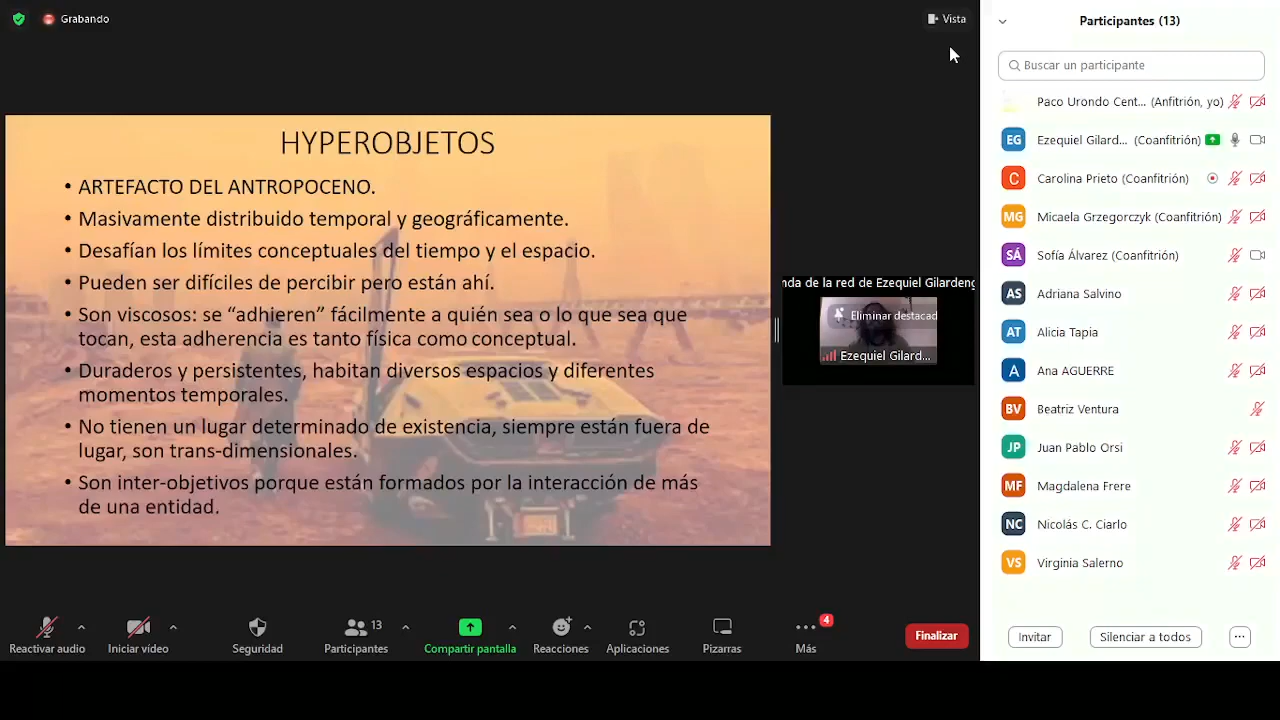 Grabando
Vista
HYPEROBJETOS
• ARTEFACTO DEL ANTROPOCENO.
• Masivamente distribuido temporal y geográficamente.
• Desafían los límites conceptuales del tiempo y el espacio.
• Pueden ser difíciles de percibir pero están ahí.
• Son viscosos: se “adhieren” fácilmente a quién sea o lo que sea que
tocan, esta adherencia es tanto física como conceptual.
• Duraderos y persistentes, habitan diversos espacios y diferentes
momentos temporales.
• No tienen un lugar determinado de existencia, siempre están fuera de
lugar, son trans-dimensionales.
• Son inter-objetivos porque están formados por la interacción de más
de una entidad.
nda de la red de Ezequiel Gilardeng
Eliminar destacad
Ezequiel Gilard...
Participantes (13)
Buscar un participante
Paco Urondo Cent... (Anfitrión, yo)
EG Ezequiel Gilard... (Coanfitrión)
C Carolina Prieto (Coanfitrión)
MG Micaela Grzegorczyk (Coanfitrión)
SÁ Sofía Álvarez (Coanfitrión)
AS Adriana Salvino
AT Alicia Tapia
A Ana AGUERRE
BV Beatriz Ventura
JP Juan Pablo Orsi
MF Magdalena Frere
NC Nicolás C. Ciarlo
VS Virginia Salerno
Invitar
Silenciar a todos
...
Reactivar audio
Iniciar vídeo
Seguridad
13
Participantes
Compartir pantalla
Reacciones
Aplicaciones
Pizarras
4
Más
Finalizar